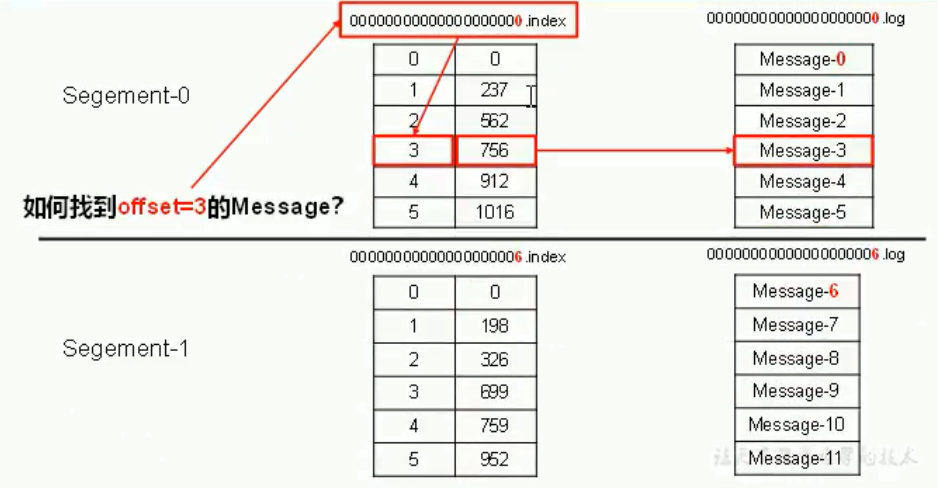 00000000000000000000.index
00000000000000000000.log
Segement-0
0 0
1 237
2 562
3 756
4 912
5 1016
Message-0
Message-1
Message-2
Message-3
Message-4
Message-5
如何找到offset=3的Message?
00000000000000000006.index
00000000000000000006.log
Segement-1
0 0
1 198
2 326
3 699
4 759
5 952
Message-6
Message-7
Message-8
Message-9
Message-10
Message-11